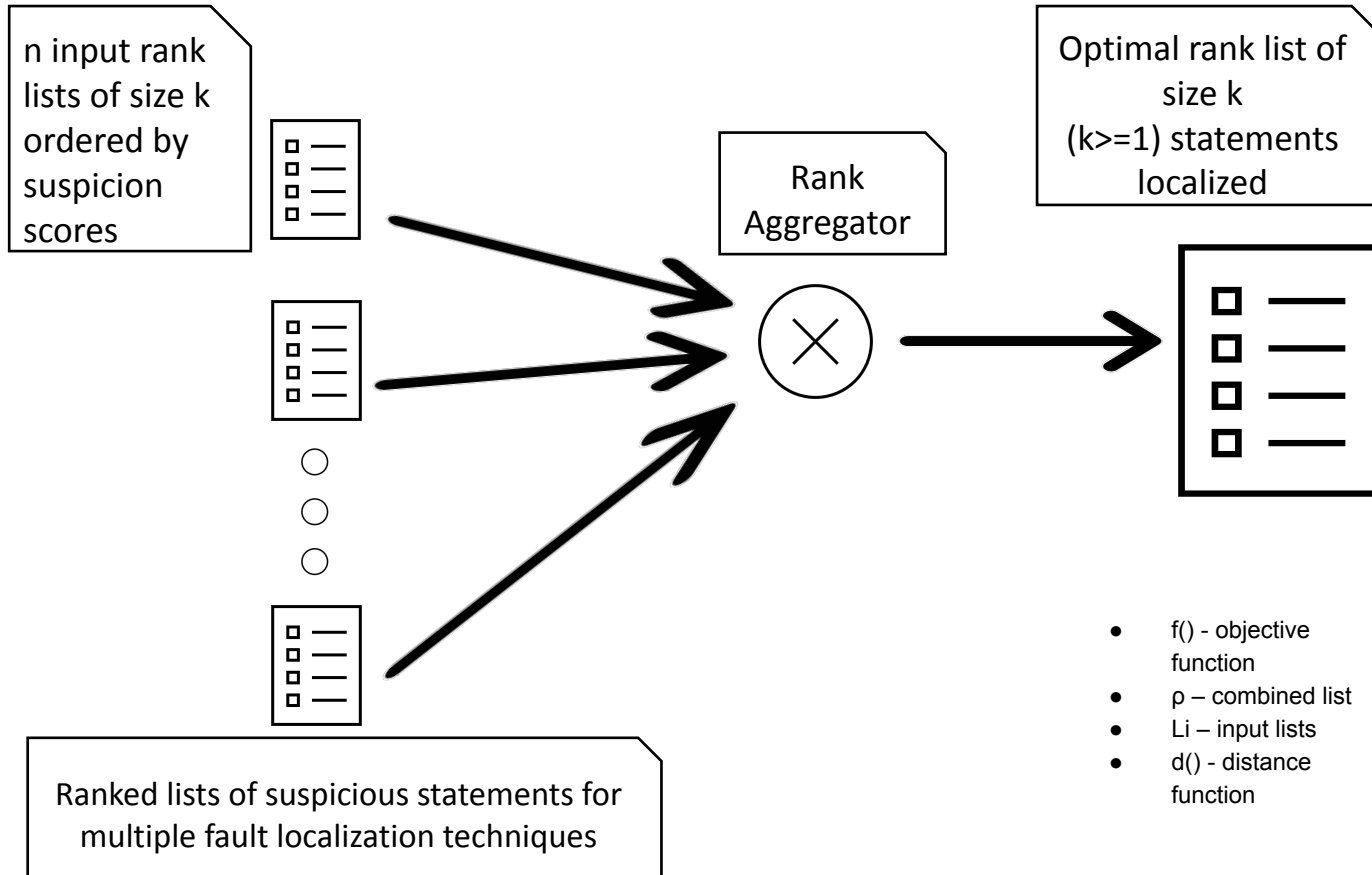 n input rank
lists of size k
ordered by
suspicion
scores
Rank
Aggregator
Optimal rank list of
size k
(k>=1) statements
localized
Ranked lists of suspicious statements for
multiple fault localization techniques
● f() - objective
function
● ρ – combined list
● Li – input lists
● d() - distance
function